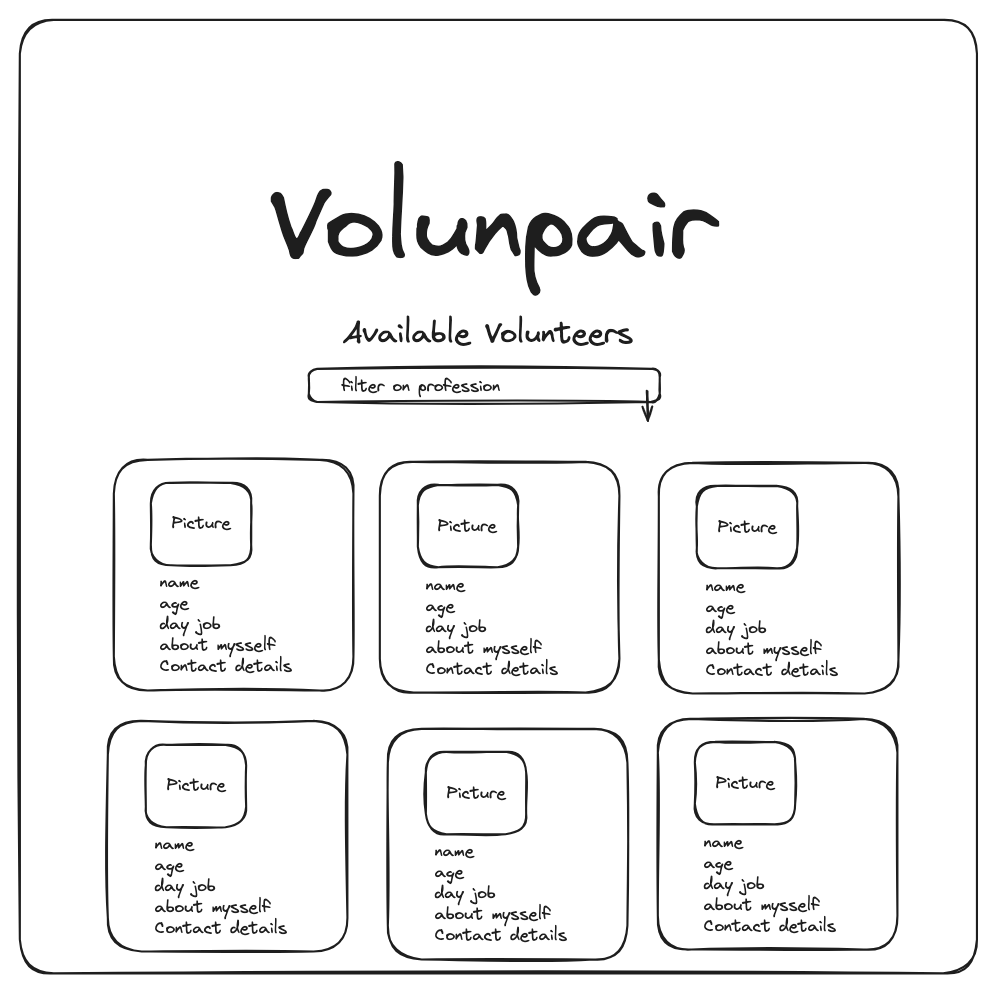 Volunpair
Available Volunteers
filter on profession
Picture
name
age
day job
about mysself
Contact details
Picture
name
age
day job
about mysself
Contact details
Picture
name
age
day job
about mysself
Contact details
Picture
name
age
day job
about mysself
Contact details
Picture
name
age
day job
about mysself
Contact details
Picture
name
age
day job
about mysself
Contact details